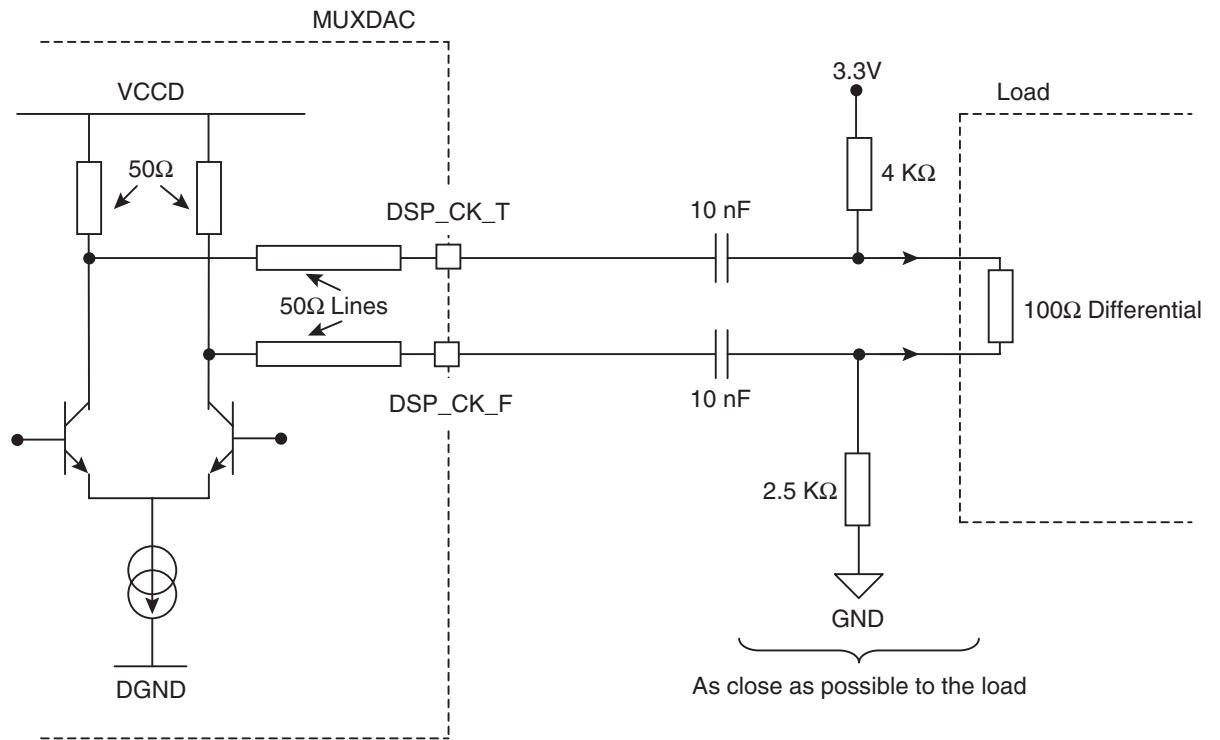 MUXDAC
VCCD
3.3V
Load
50Ω
4 KΩ
DSP_CK_T
10 nF
50Ω Lines
100Ω Differential
DSP_CK_F
10 nF
2.5 KΩ
GND
DGND
As close as possible to the load